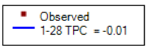 Observed
1-28 TPC = -0.01